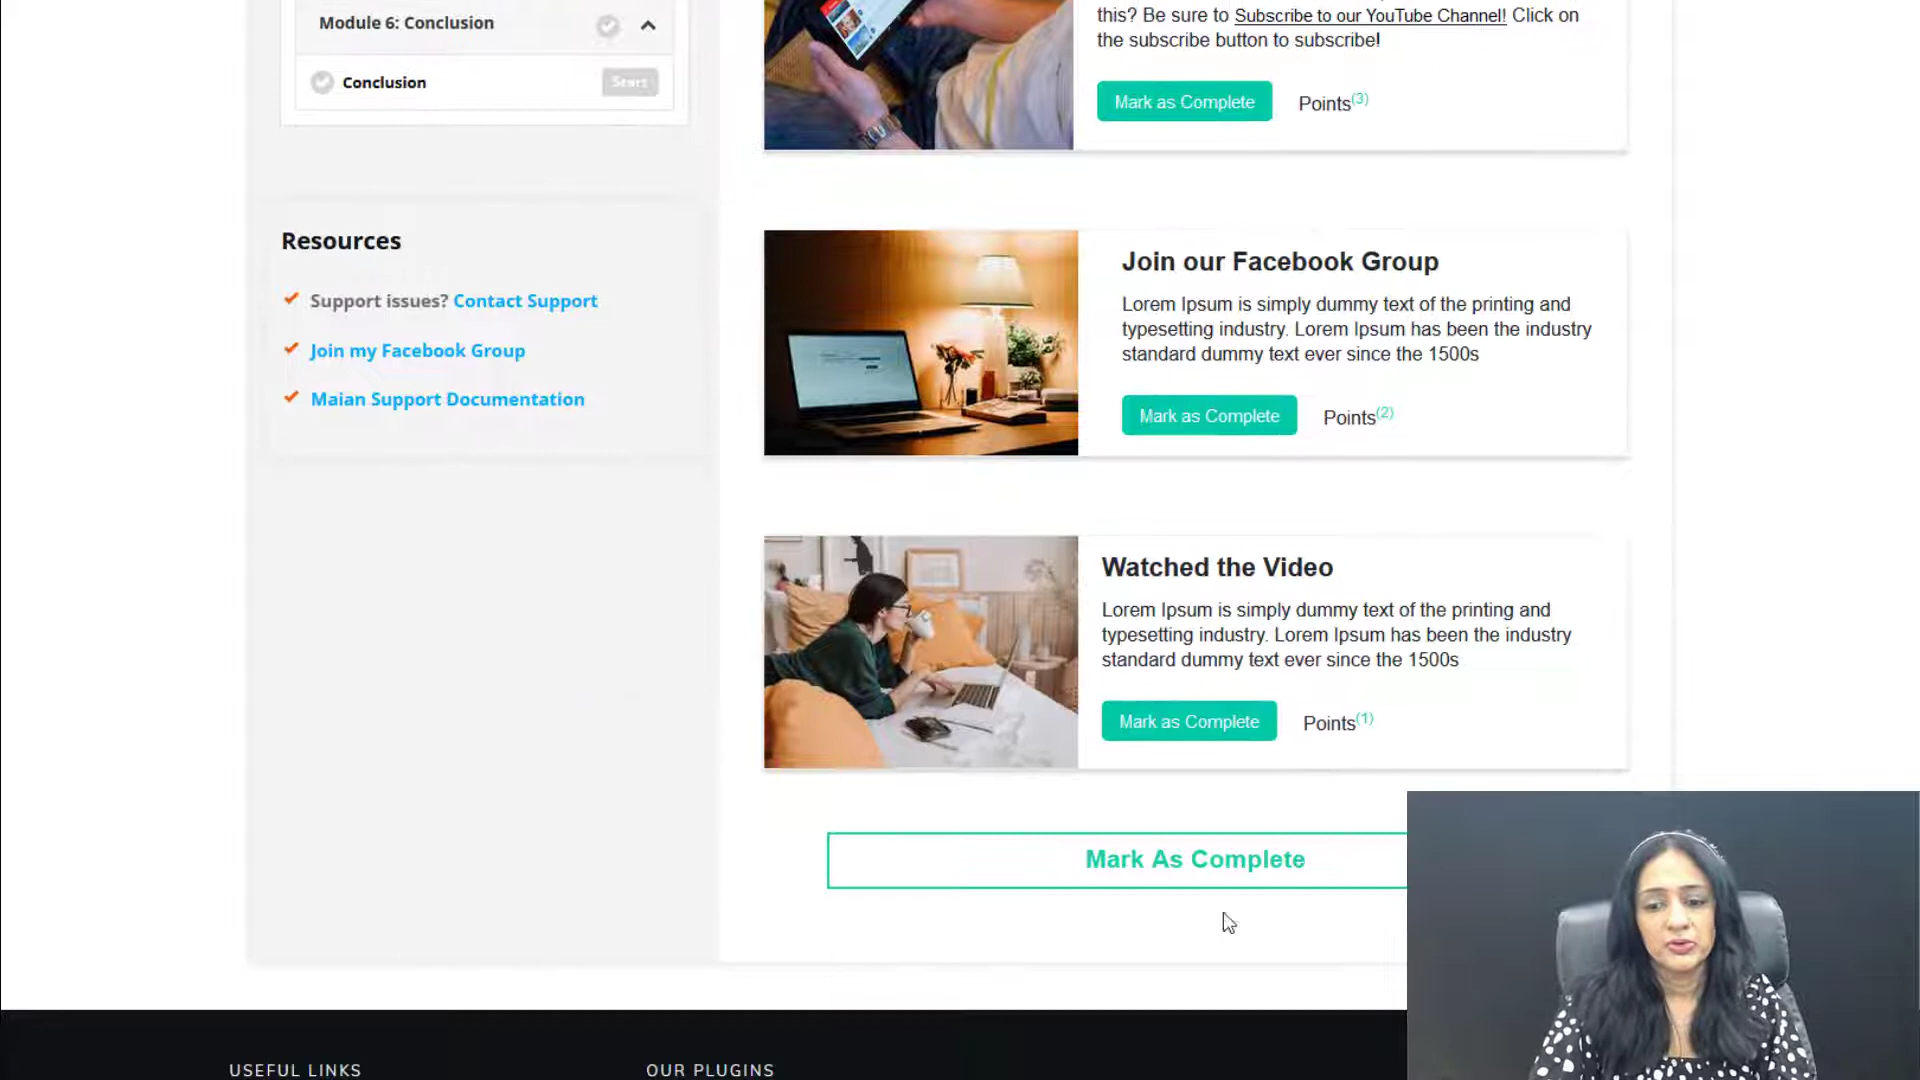 Module 6: Conclusion
Conclusion
Start
Resources
Support issues? Contact Support
Join my Facebook Group
Maian Support Documentation
this? Be sure to Subscribe to our YouTube Channel! Click on
the subscribe button to subscribe!
Mark as Complete
Points(3)
Join our Facebook Group
Lorem Ipsum is simply dummy text of the printing and
typesetting industry. Lorem Ipsum has been the industry
standard dummy text ever since the 1500s
Mark as Complete
Points(2)
Watched the Video
Lorem Ipsum is simply dummy text of the printing and
typesetting industry. Lorem Ipsum has been the industry
standard dummy text ever since the 1500s
Mark as Complete
Points(1)
Mark As Complete
USEFUL LINKS
OUR PLUGINS